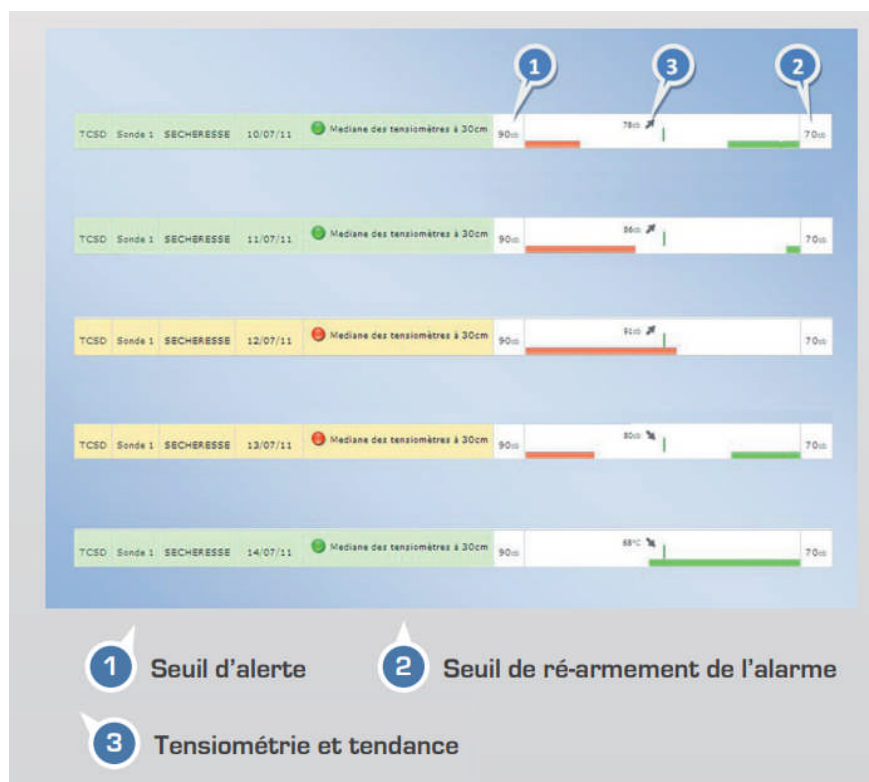 1 3 2
TCSD Sonde 1 SECHERESSE 10/07/11 Mediane des tensiomètres à 30cm 90cb 78cb 70cb
TCSD Sonde 1 SECHERESSE 11/07/11 Mediane des tensiomètres à 30cm 90cb 86cb 70cb
TCSD Sonde 1 SECHERESSE 12/07/11 Mediane des tensiomètres à 30cm 90cb 91cb 70cb
TCSD Sonde 1 SECHERESSE 13/07/11 Mediane des tensiomètres à 30cm 90cb 80cb 70cb
TCSD Sonde 1 SECHERESSE 14/07/11 Mediane des tensiomètres à 30cm 90cb 68°C 70cb
1 Seuil d'alerte 2 Seuil de ré-armement de l'alarme
3 Tensiométrie et tendance